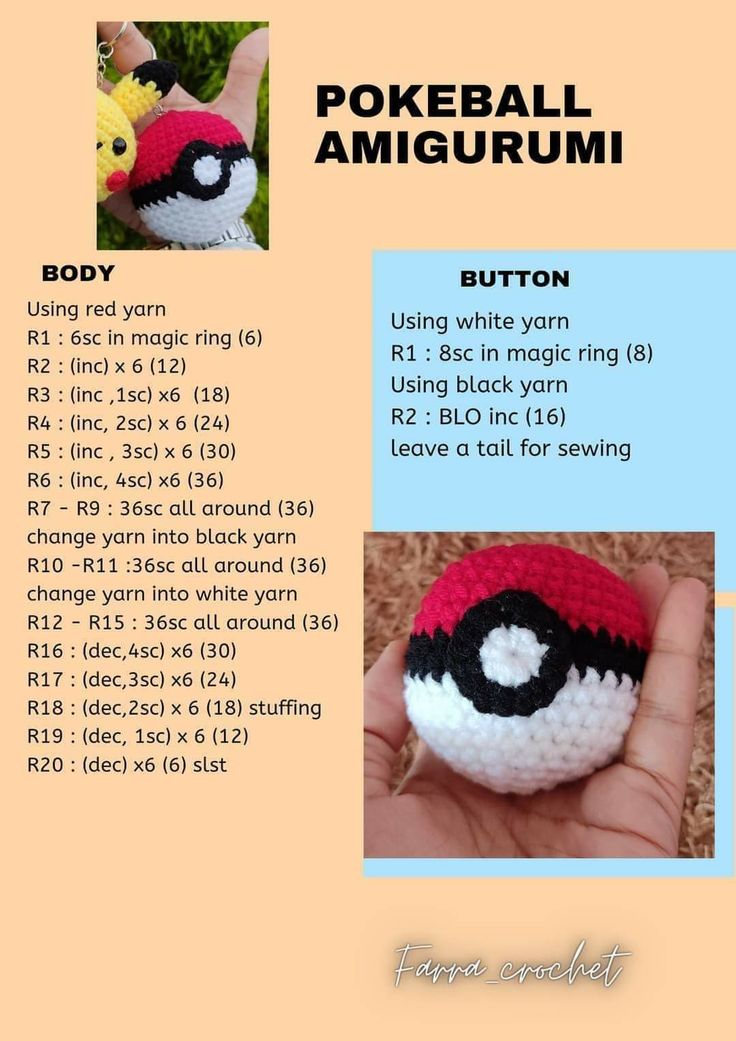 POKEBALL
AMIGURUMI
BODY
Using red yarn
R1 : 6sc in magic ring (6)
R2 : (inc) x 6 (12)
R3 : (inc ,1sc) x6 (18)
R4 : (inc, 2sc) x 6 (24)
R5 : (inc , 3sc) x 6 (30)
R6 : (inc, 4sc) x6 (36)
R7 - R9 : 36sc all around (36)
change yarn into black yarn
R10 -R11 :36sc all around (36)
change yarn into white yarn
R12 - R15 : 36sc all around (36)
R16 : (dec,4sc) x6 (30)
R17 : (dec,3sc) x6 (24)
R18 : (dec,2sc) x 6 (18) stuffing
R19 : (dec, 1sc) x 6 (12)
R20 : (dec) x6 (6) slst
BUTTON
Using white yarn
R1 : 8sc in magic ring (8)
Using black yarn
R2 : BLO inc (16)
leave a tail for sewing
Farra_crochet